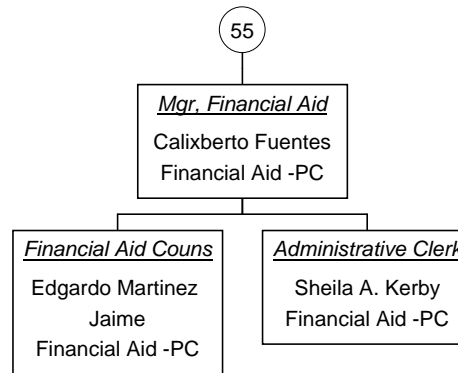 55
Mgr, Financial Aid
Calixberto Fuentes
Financial Aid -PC
Financial Aid Couns
Edgardo Martinez
Jaime
Financial Aid -PC
Administrative Clerk
Sheila A. Kerby
Financial Aid -PC